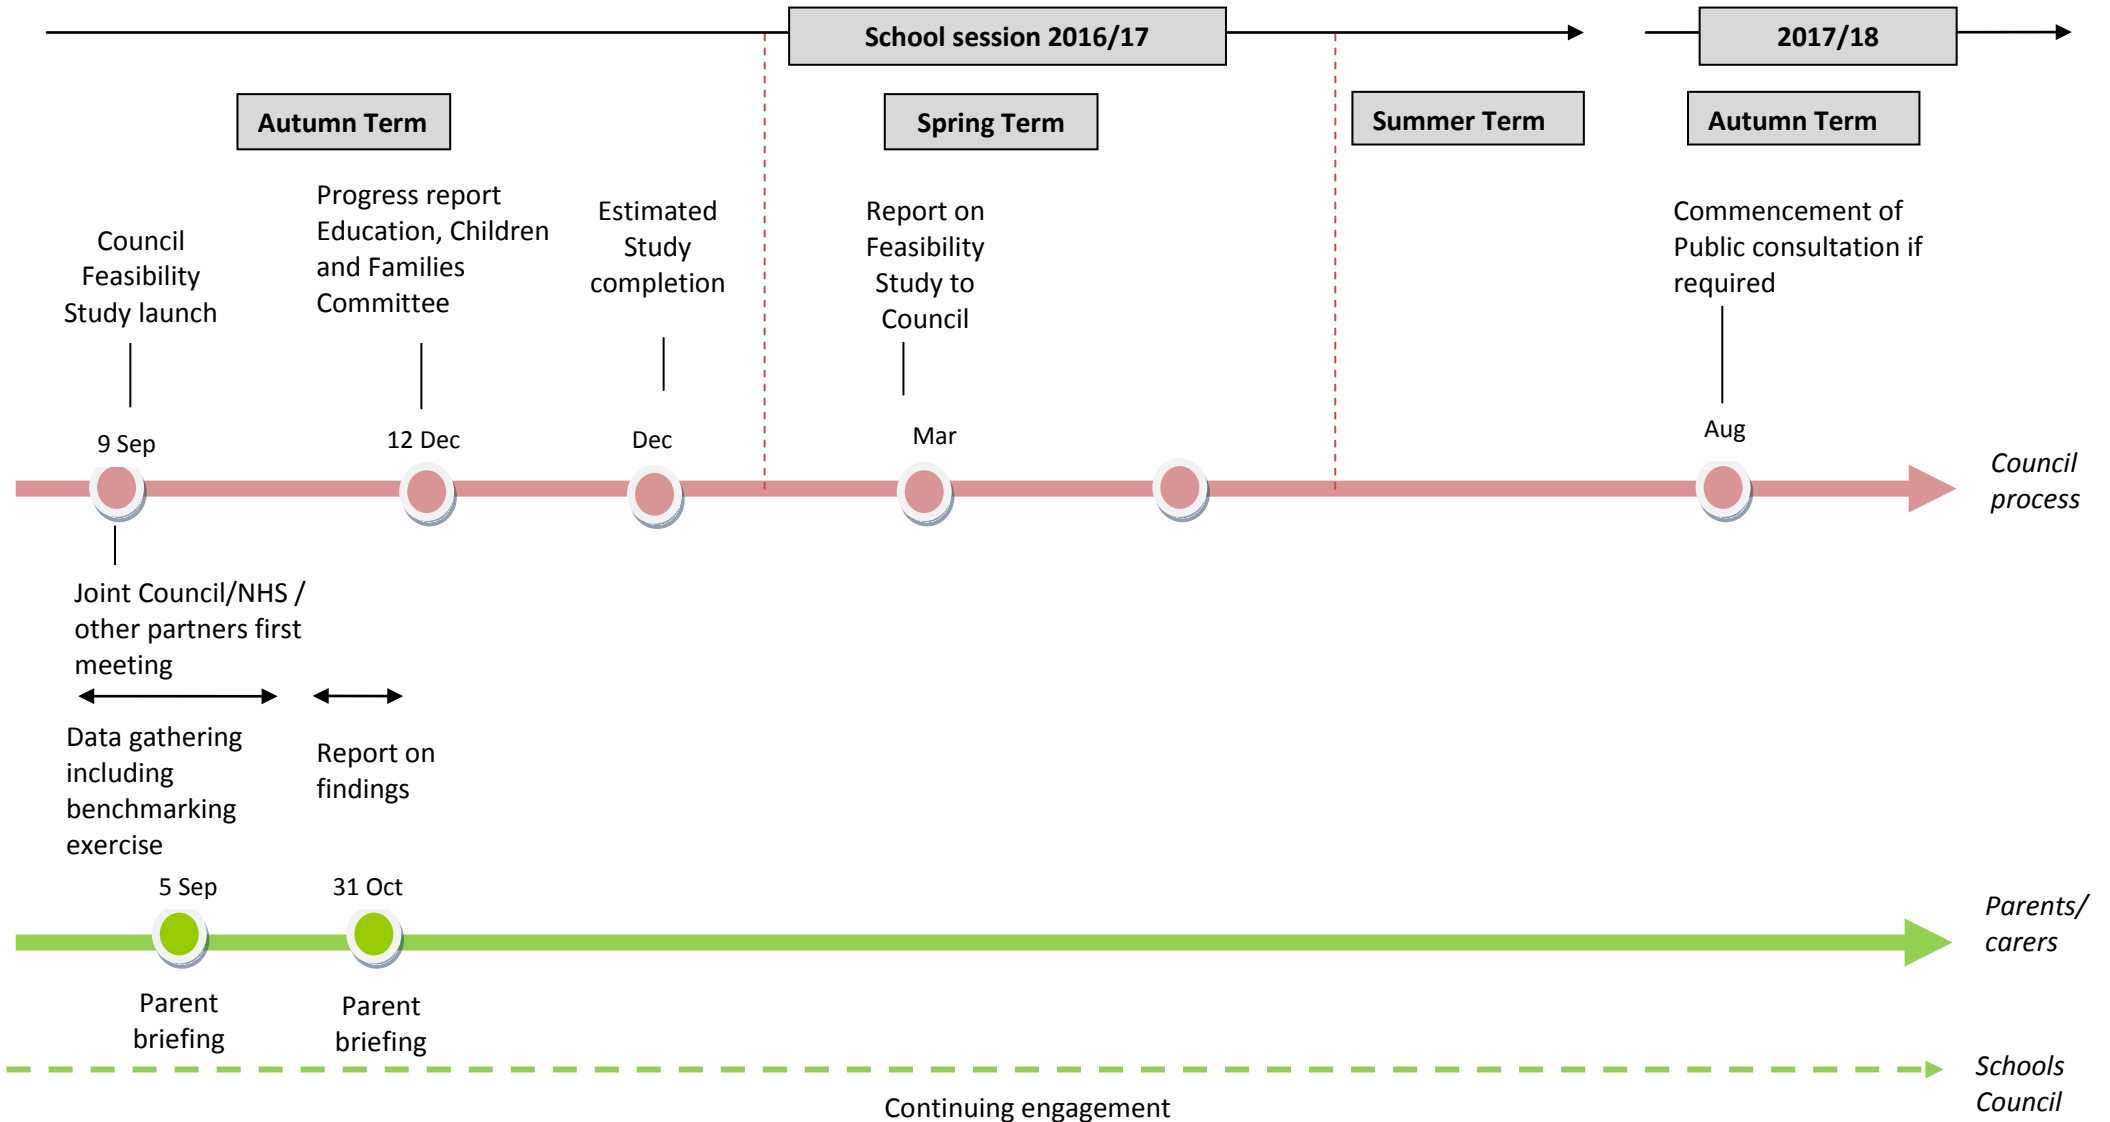 School session 2016/17
2017/18
Autumn Term
Spring Term
Summer Term
Autumn Term
Council
Feasibility
Study launch
Progress report
Education, Children
and Families
Committee
Estimated
Study
completion
Report on
Feasibility
Study to
Council
Commencement of
Public consultation if
required
9 Sep
12 Dec
Dec
Mar
Aug
Council
process
Joint Council/NHS /
other partners first
meeting
Data gathering
including
benchmarking
exercise
Report on
findings
5 Sep
31 Oct
Parents/
carers
Parent
briefing
Parent
briefing
Schools
Council
Continuing engagement